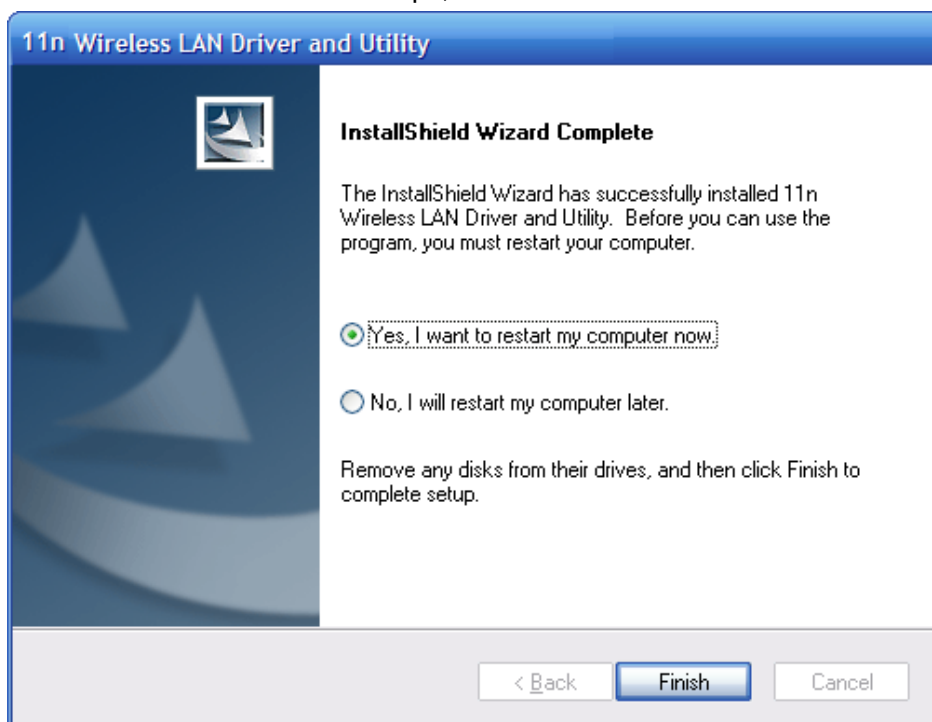 11n Wireless LAN Driver and Utility
InstallShield Wizard Complete
The InstallShield Wizard has successfully installed 11n
Wireless LAN Driver and Utility. Before you can use the
program, you must restart your computer.
Yes, I want to restart my computer now.
No, I will restart my computer later.
Remove any disks from their drives, and then click Finish to
complete setup.
< Back Finish Cancel